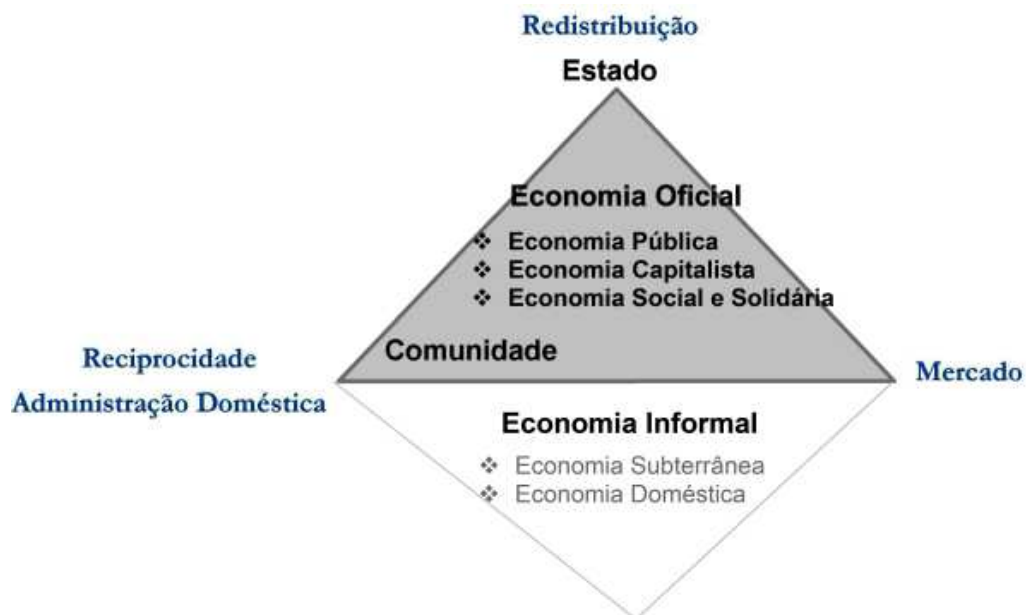 Redistribuição
Estado
Economia Oficial
❖ Economia Pública
❖ Economia Capitalista
❖ Economia Social e Solidária
Comunidade
Reciprocidade
Administração Doméstica
Mercado
Economia Informal
❖ Economia Subterrânea
❖ Economia Doméstica